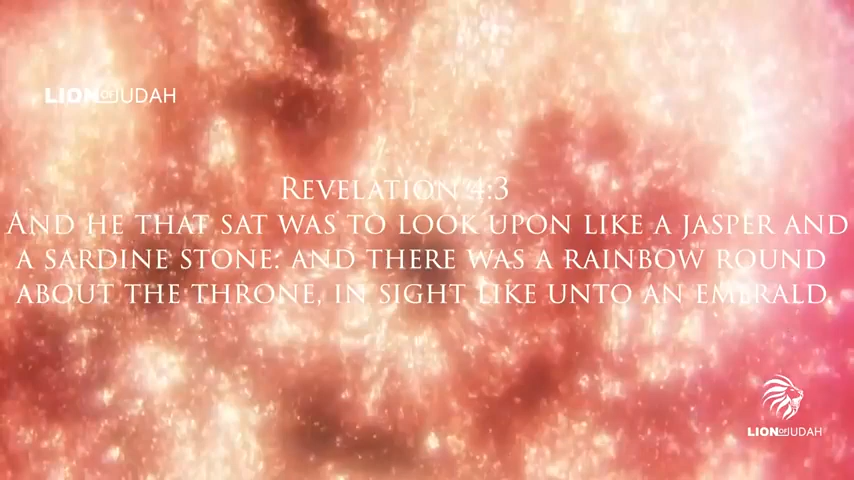 LION OF JUDAH
REVELATION 4:3
AND HE THAT SAT WAS TO LOOK UPON LIKE A JASPER AND
A SARDINE STONE: AND THERE WAS A RAINBOW ROUND
ABOUT THE THRONE, IN SIGHT LIKE UNTO AN EMERALD.
LION OF JUDAH